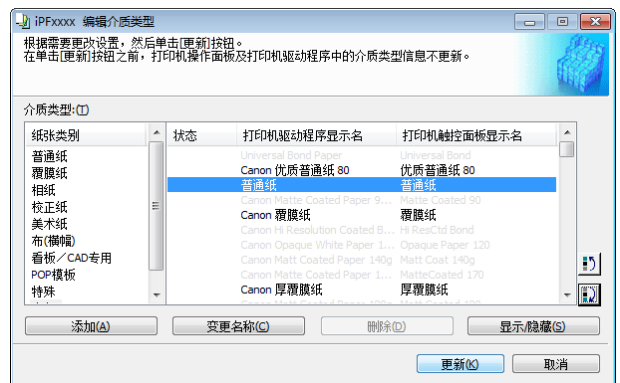 iPFxxxx 编辑介质类型
根据需要更改设置，然后单击[更新]按钮。
在单击[更新]按钮之前，打印机操作面板及打印机驱动程序中的介质类型信息不更新。
介质类型:(T)
纸张类别
普通纸
覆膜纸
相纸
校正纸
美术纸
布(横幅)
看板／CAD专用
POP模板
特殊
状态 打印机驱动程序显示名 打印机触控面板显示名
Universal Bond Paper Universal Bond
Canon 优质普通纸 80 优质普通纸 80
普通纸 普通纸
Canon Matte Coated Paper 9... Matte Coated 90
Canon 覆膜纸 覆膜纸
Canon Hi Resolution Coated B... Hi ResCtd Bond
Canon Opaque White Paper 1... Opaque Paper 120
Canon Matt Coated Paper 140g Matt Coat 140g
Canon Matte Coated Paper 1... MatteCoated 170
Canon 厚覆膜纸 厚覆膜纸
添加(A) 变更名称(C) 删除(D) 显示/隐藏(S)
更新(K) 取消